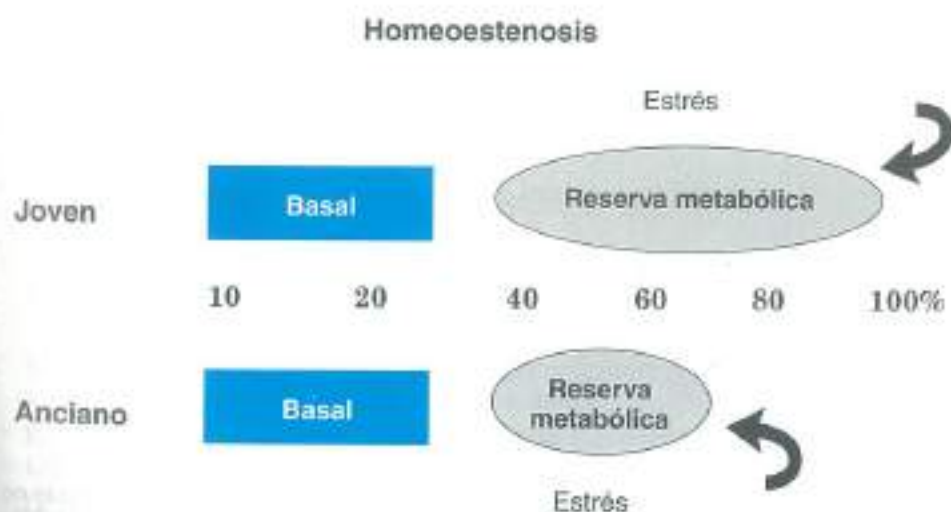 Homeoestenosis
Estrés
Joven
Basal
Reserva metabólica
10 20 40 60 80 100%
Anciano
Basal
Reserva
metabólica
Estrés